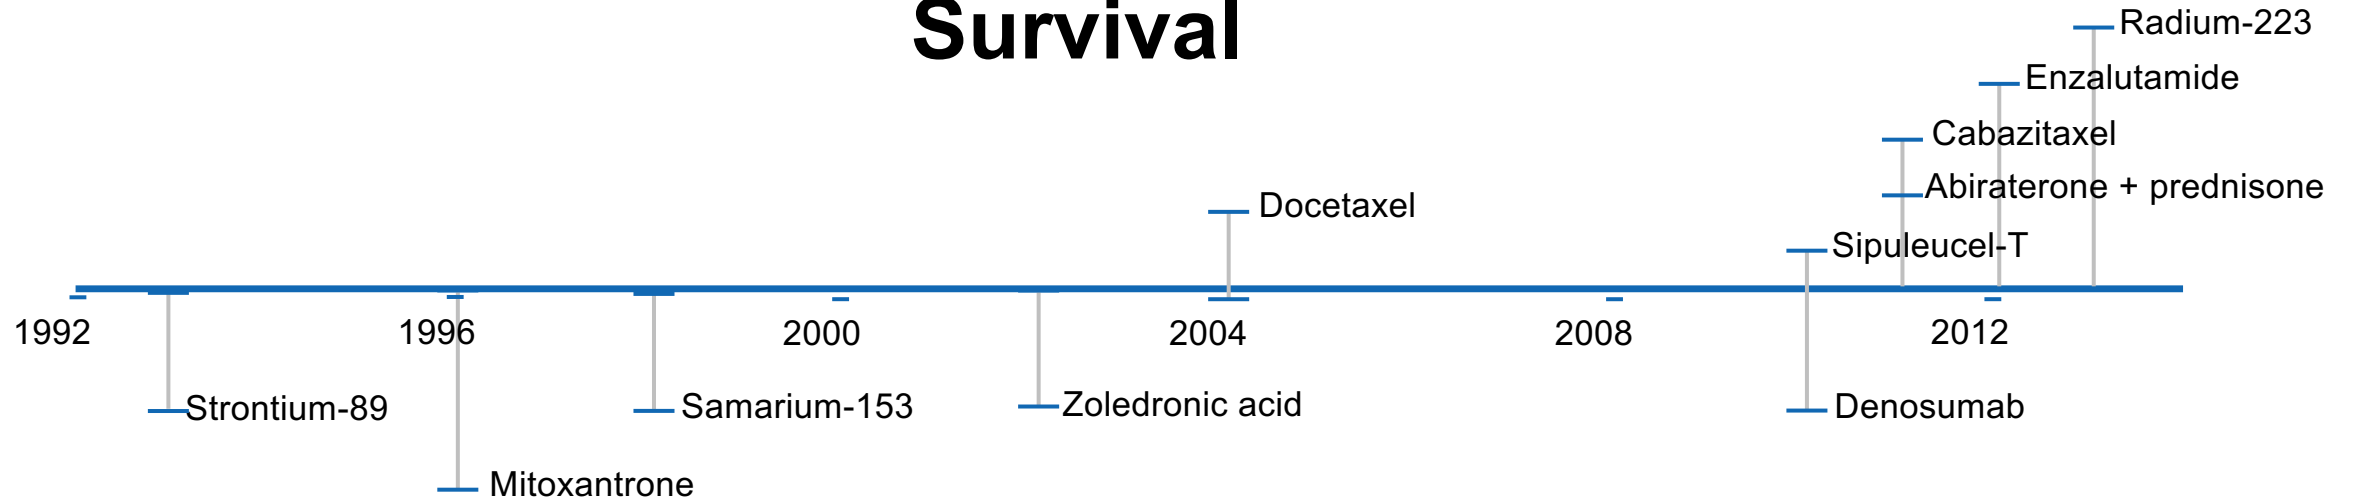 Survival
Radium-223
Enzalutamide
Cabazitaxel
Abiraterone + prednisone
Docetaxel
Sipuleucel-T
1992
1996
2000
2004
2008
2012
Strontium-89
Samarium-153
Zoledronic acid
Denosumab
Mitoxantrone